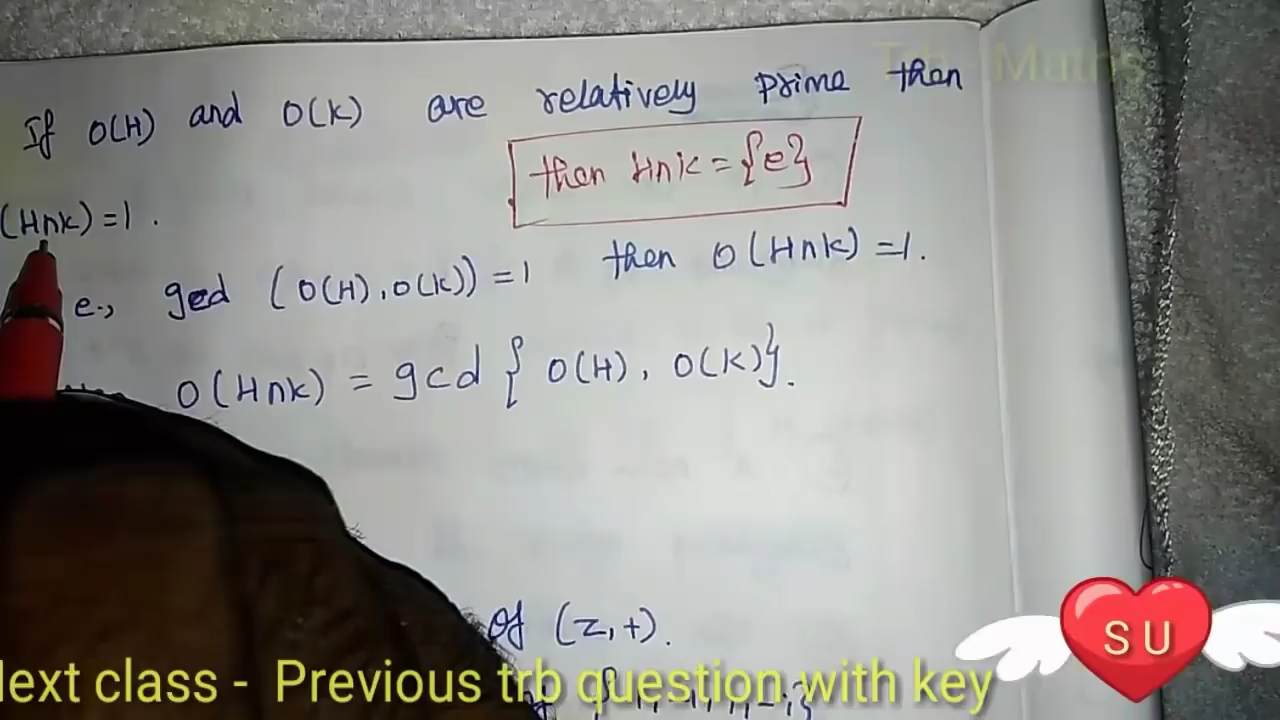 If O(H) and O(K) are relatively prime then
then H∩K = {e}
(H∩K) = 1 .
e., gcd (O(H), O(K)) = 1 then O(H∩K) = 1.
O(H∩K) = gcd { O(H), O(K)}.
of (Z, +).
Next class - Previous trb question with key
S U